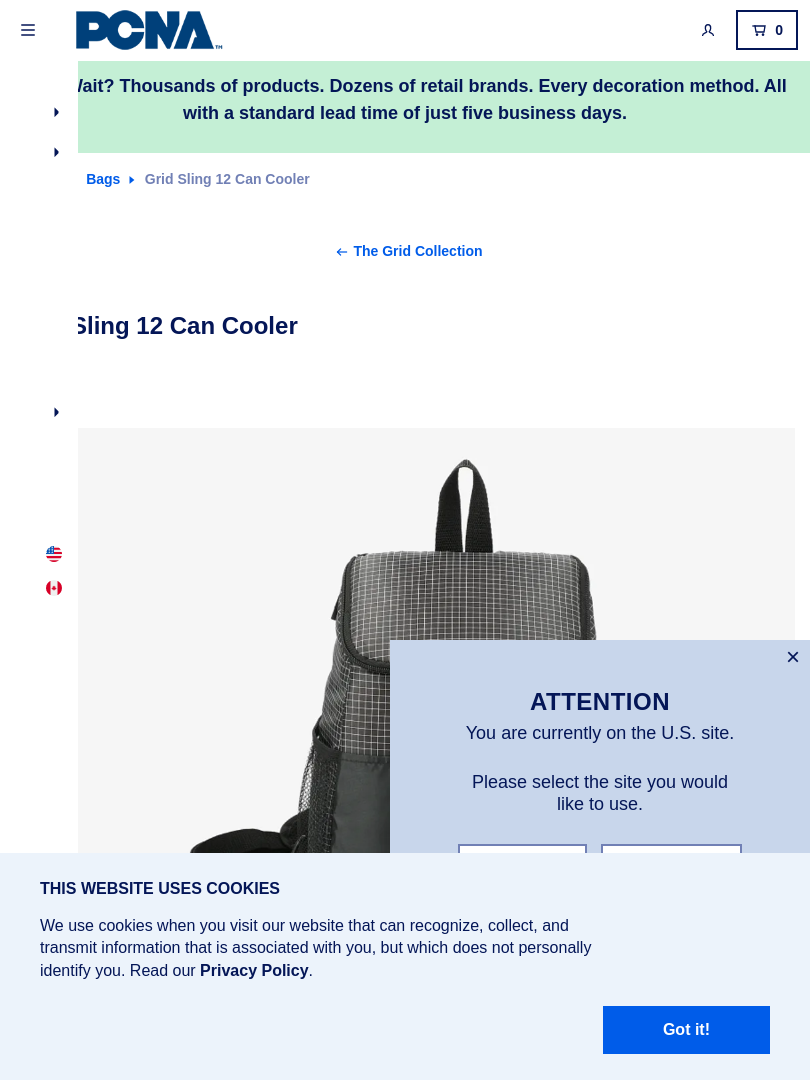 PCNA
0
Wait? Thousands of products. Dozens of retail brands. Every decoration method. All
with a standard lead time of just five business days.
Bags Grid Sling 12 Can Cooler
← The Grid Collection
Sling 12 Can Cooler
ATTENTION
You are currently on the U.S. site.
Please select the site you would
like to use.
THIS WEBSITE USES COOKIES
We use cookies when you visit our website that can recognize, collect, and
transmit information that is associated with you, but which does not personally
identify you. Read our Privacy Policy.
Got it!